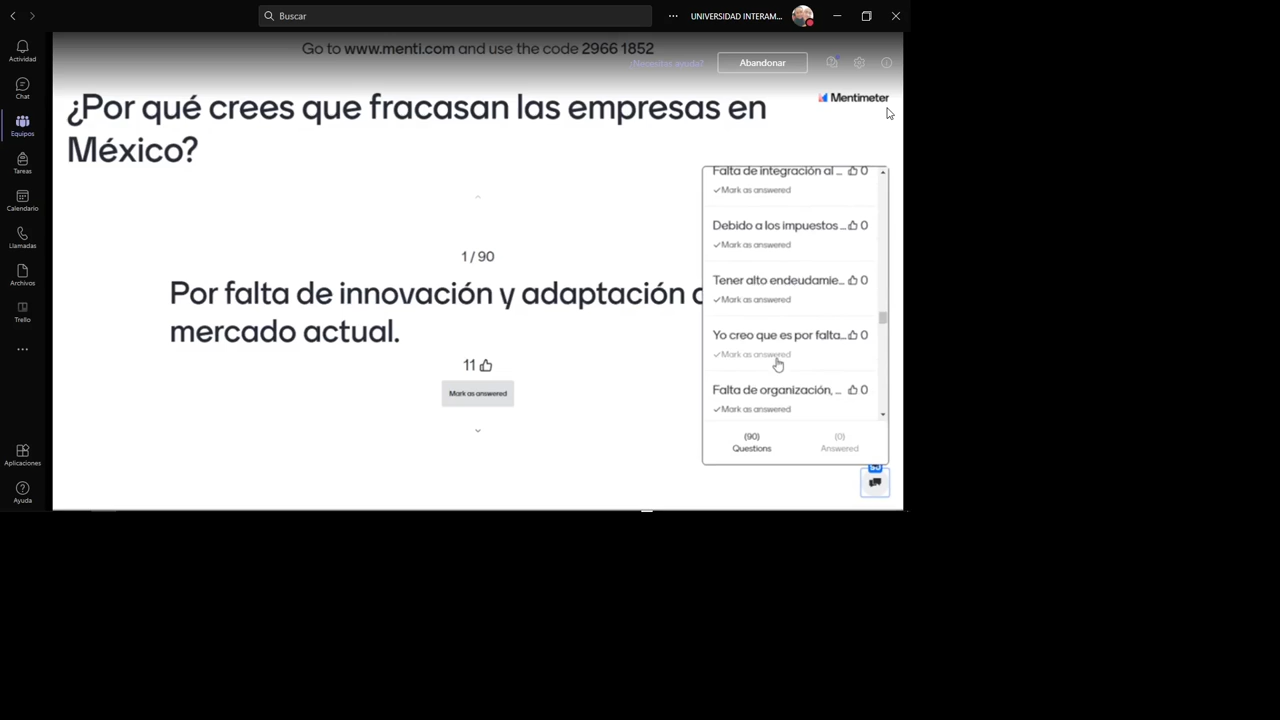 Buscar
UNIVERSIDAD INTERAM...
Actividad
Chat
Equipos
Tareas
Calendario
Llamadas
Archivos
Trello
Aplicaciones
Ayuda
Go to www.menti.com and use the code 2966 1852
¿Necesitas ayuda?
Abandonar
Mentimeter
¿Por qué crees que fracasan las empresas en
México?
1 / 90
Por falta de innovación y adaptación
mercado actual.
11
Mark as answered
Falta de integración al ... 0
Mark as answered
Debido a los impuestos ... 0
Mark as answered
Tener alto endeudamie... 0
Mark as answered
Yo creo que es por falta... 0
Mark as answered
Falta de organización, ... 0
Mark as answered
(90) (0)
Questions Answered